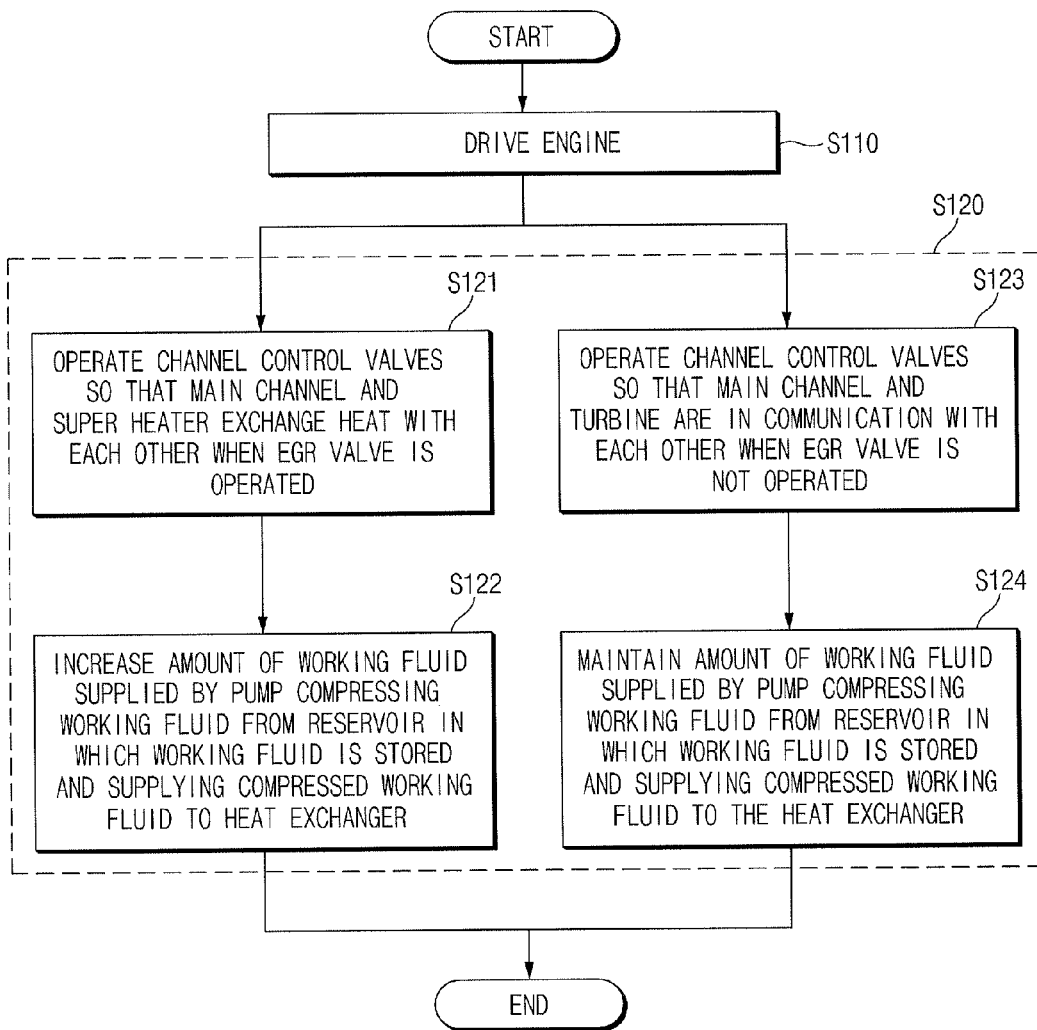 START
DRIVE ENGINE
S110
S120
S121
OPERATE CHANNEL CONTROL VALVES
SO THAT MAIN CHANNEL AND
SUPER HEATER EXCHANGE HEAT WITH
EACH OTHER WHEN EGR VALVE IS
OPERATED
S123
OPERATE CHANNEL CONTROL VALVES
SO THAT MAIN CHANNEL AND
TURBINE ARE IN COMMUNICATION WITH
EACH OTHER WHEN EGR VALVE IS
NOT OPERATED
S122
INCREASE AMOUNT OF WORKING FLUID
SUPPLIED BY PUMP COMPRESSING
WORKING FLUID FROM RESERVOIR IN
WHICH WORKING FLUID IS STORED
AND SUPPLYING COMPRESSED WORKING
FLUID TO HEAT EXCHANGER
S124
MAINTAIN AMOUNT OF WORKING FLUID
SUPPLIED BY PUMP COMPRESSING
WORKING FLUID FROM RESERVOIR IN
WHICH WORKING FLUID IS STORED
AND SUPPLYING COMPRESSED WORKING
FLUID TO THE HEAT EXCHANGER
END